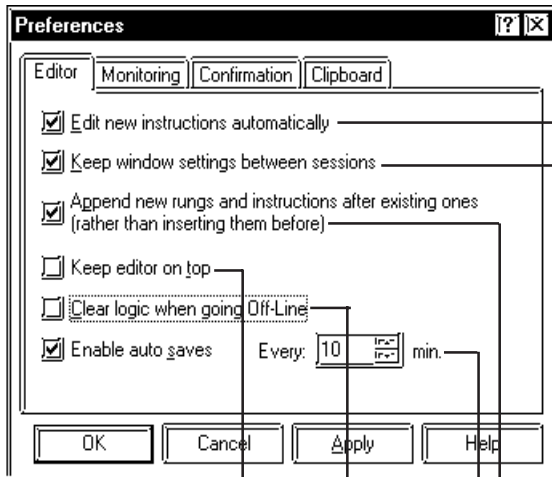 Preferences
Editor Monitoring Confirmation Clipboard
Edit new instructions automatically
Keep window settings between sessions
Append new rungs and instructions after existing ones
(rather than inserting them before)
Keep editor on top
Clear logic when going Off-Line
Enable auto saves Every: 10 min.
OK Cancel Apply Help